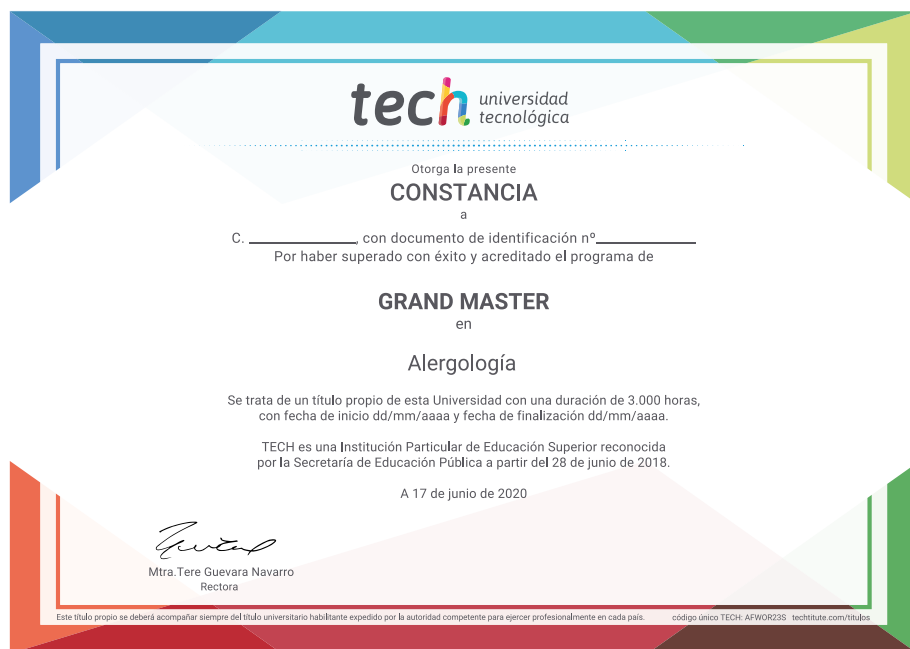 tech universidad
tecnológica
Otorga la presente
CONSTANCIA
a
C. ____________, con documento de identificación nº____________
Por haber superado con éxito y acreditado el programa de
GRAND MASTER
en
Alergología
Se trata de un título propio de esta Universidad con una duración de 3.000 horas,
con fecha de inicio dd/mm/aaaa y fecha de finalización dd/mm/aaaa.
TECH es una Institución Particular de Educación Superior reconocida
por la Secretaría de Educación Pública a partir del 28 de junio de 2018.
A 17 de junio de 2020
Mtra.Tere Guevara Navarro
Rectora
Este título propio se deberá acompañar siempre del título universitario habilitante expedido por la autoridad competente para ejercer profesionalmente en cada país. código único TECH: AFWOR23S techtitute.com/titulos